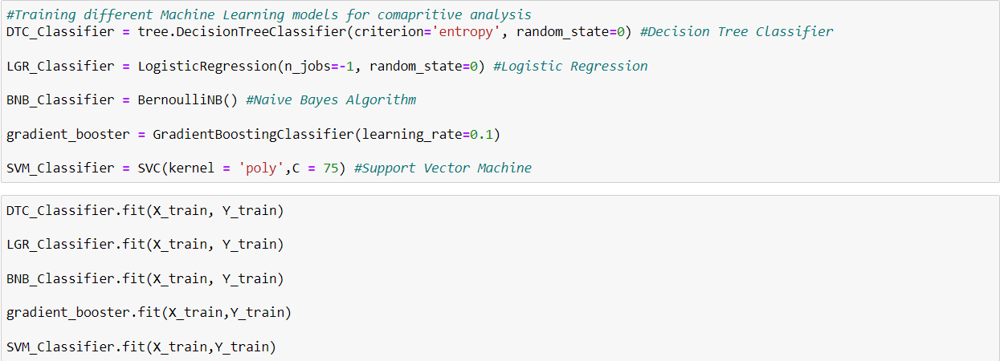 #Training different Machine Learning models for comapritive analysis
DTC_Classifier = tree.DecisionTreeClassifier(criterion='entropy', random_state=0) #Decision Tree Classifier
LGR_Classifier = LogisticRegression(n_jobs=-1, random_state=0) #Logistic Regression
BNB_Classifier = BernoulliNB() #Naive Bayes Algorithm
gradient_booster = GradientBoostingClassifier(learning_rate=0.1)
SVM_Classifier = SVC(kernel = 'poly',C = 75) #Support Vector Machine
DTC_Classifier.fit(X_train, Y_train)
LGR_Classifier.fit(X_train, Y_train)
BNB_Classifier.fit(X_train, Y_train)
gradient_booster.fit(X_train,Y_train)
SVM_Classifier.fit(X_train,Y_train)